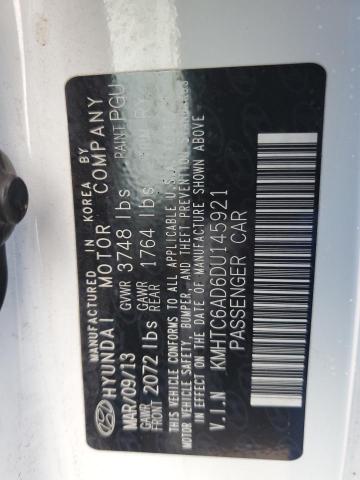 MANUFACTURED IN KOREA BY
HYUNDAI MOTOR COMPANY
MAR/09/13 GVWR 3748 lbs PAINT PGU
GAWR FRONT 2072 lbs GAWR REAR 1764 lbs
THIS VEHICLE CONFORMS TO ALL APPLICABLE U.S.
SAFETY, BUMPER, AND THEFT PREVENTION
IN EFFECT ON THE DATE OF MANUFACTURE SHOWN ABOVE
V.I.N KMHTC6AD6DU145921
PASSENGER CAR